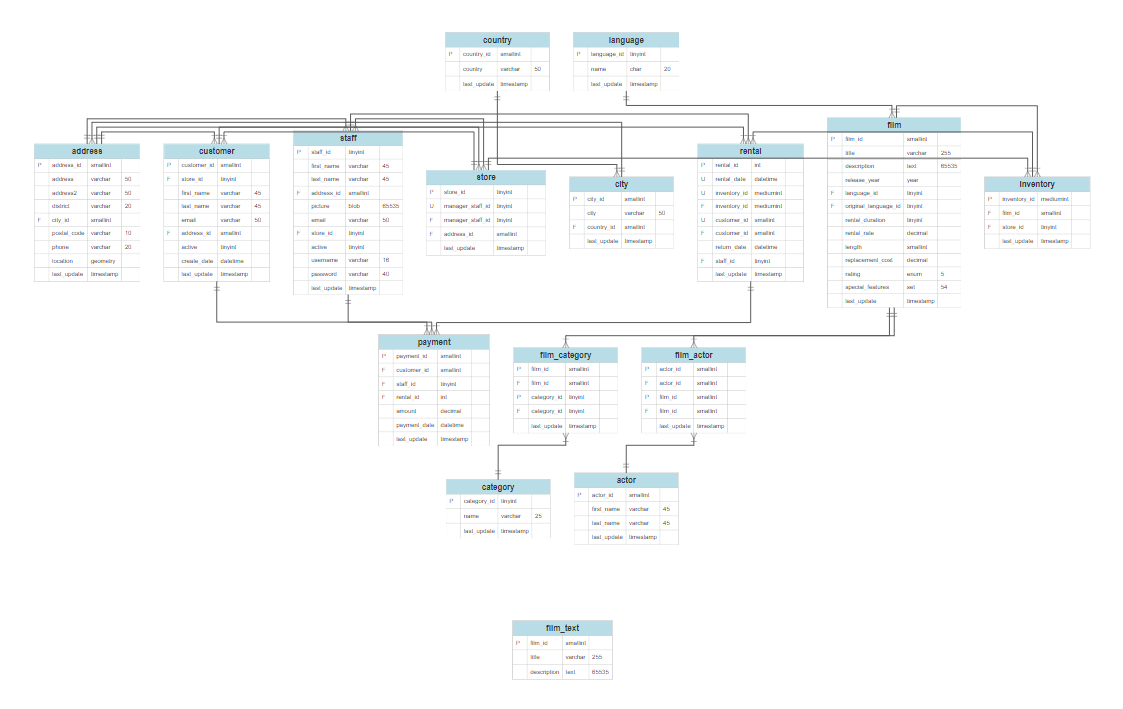 country
P country_id smallint
country varchar 50
last_update timestamp
language
P language_id tinyint
name char 20
last_update timestamp
address
P address_id smallint
address varchar 50
address2 varchar 50
district varchar 20
F city_id smallint
postal_code varchar 10
phone varchar 20
location geometry
last_update timestamp
customer
P customer_id smallint
F store_id tinyint
first_name varchar 45
last_name varchar 45
email varchar 50
F address_id smallint
active tinyint
create_date datetime
last_update timestamp
staff
P staff_id tinyint
first_name varchar 45
last_name varchar 45
F address_id smallint
picture blob 65535
email varchar 50
F store_id tinyint
active tinyint
username varchar 16
password varchar 40
last_update timestamp
store
P store_id tinyint
U manager_staff_id tinyint
F manager_staff_id tinyint
F address_id smallint
last_update timestamp
city
P city_id smallint
city varchar 50
F country_id smallint
last_update timestamp
rental
P rental_id int
U rental_date datetime
U inventory_id mediumint
F inventory_id mediumint
U customer_id smallint
F customer_id smallint
return_date datetime
F staff_id tinyint
last_update timestamp
film
P film_id smallint
title varchar 255
description text 65535
release_year year
F language_id tinyint
F original_language_id tinyint
rental_duration tinyint
rental_rate decimal
length smallint
replacement_cost decimal
rating enum 5
special_features set 54
last_update timestamp
inventory
P inventory_id mediumint
F film_id smallint
F store_id tinyint
last_update timestamp
payment
P payment_id smallint
F customer_id smallint
F staff_id tinyint
F rental_id int
amount decimal
payment_date datetime
last_update timestamp
film_category
P film_id smallint
F film_id smallint
P category_id tinyint
F category_id tinyint
last_update timestamp
film_actor
P actor_id smallint
F actor_id smallint
P film_id smallint
F film_id smallint
last_update timestamp
category
P category_id tinyint
name varchar 25
last_update timestamp
actor
P actor_id smallint
first_name varchar 45
last_name varchar 45
last_update timestamp
film_text
P film_id smallint
title varchar 255
description text 65535